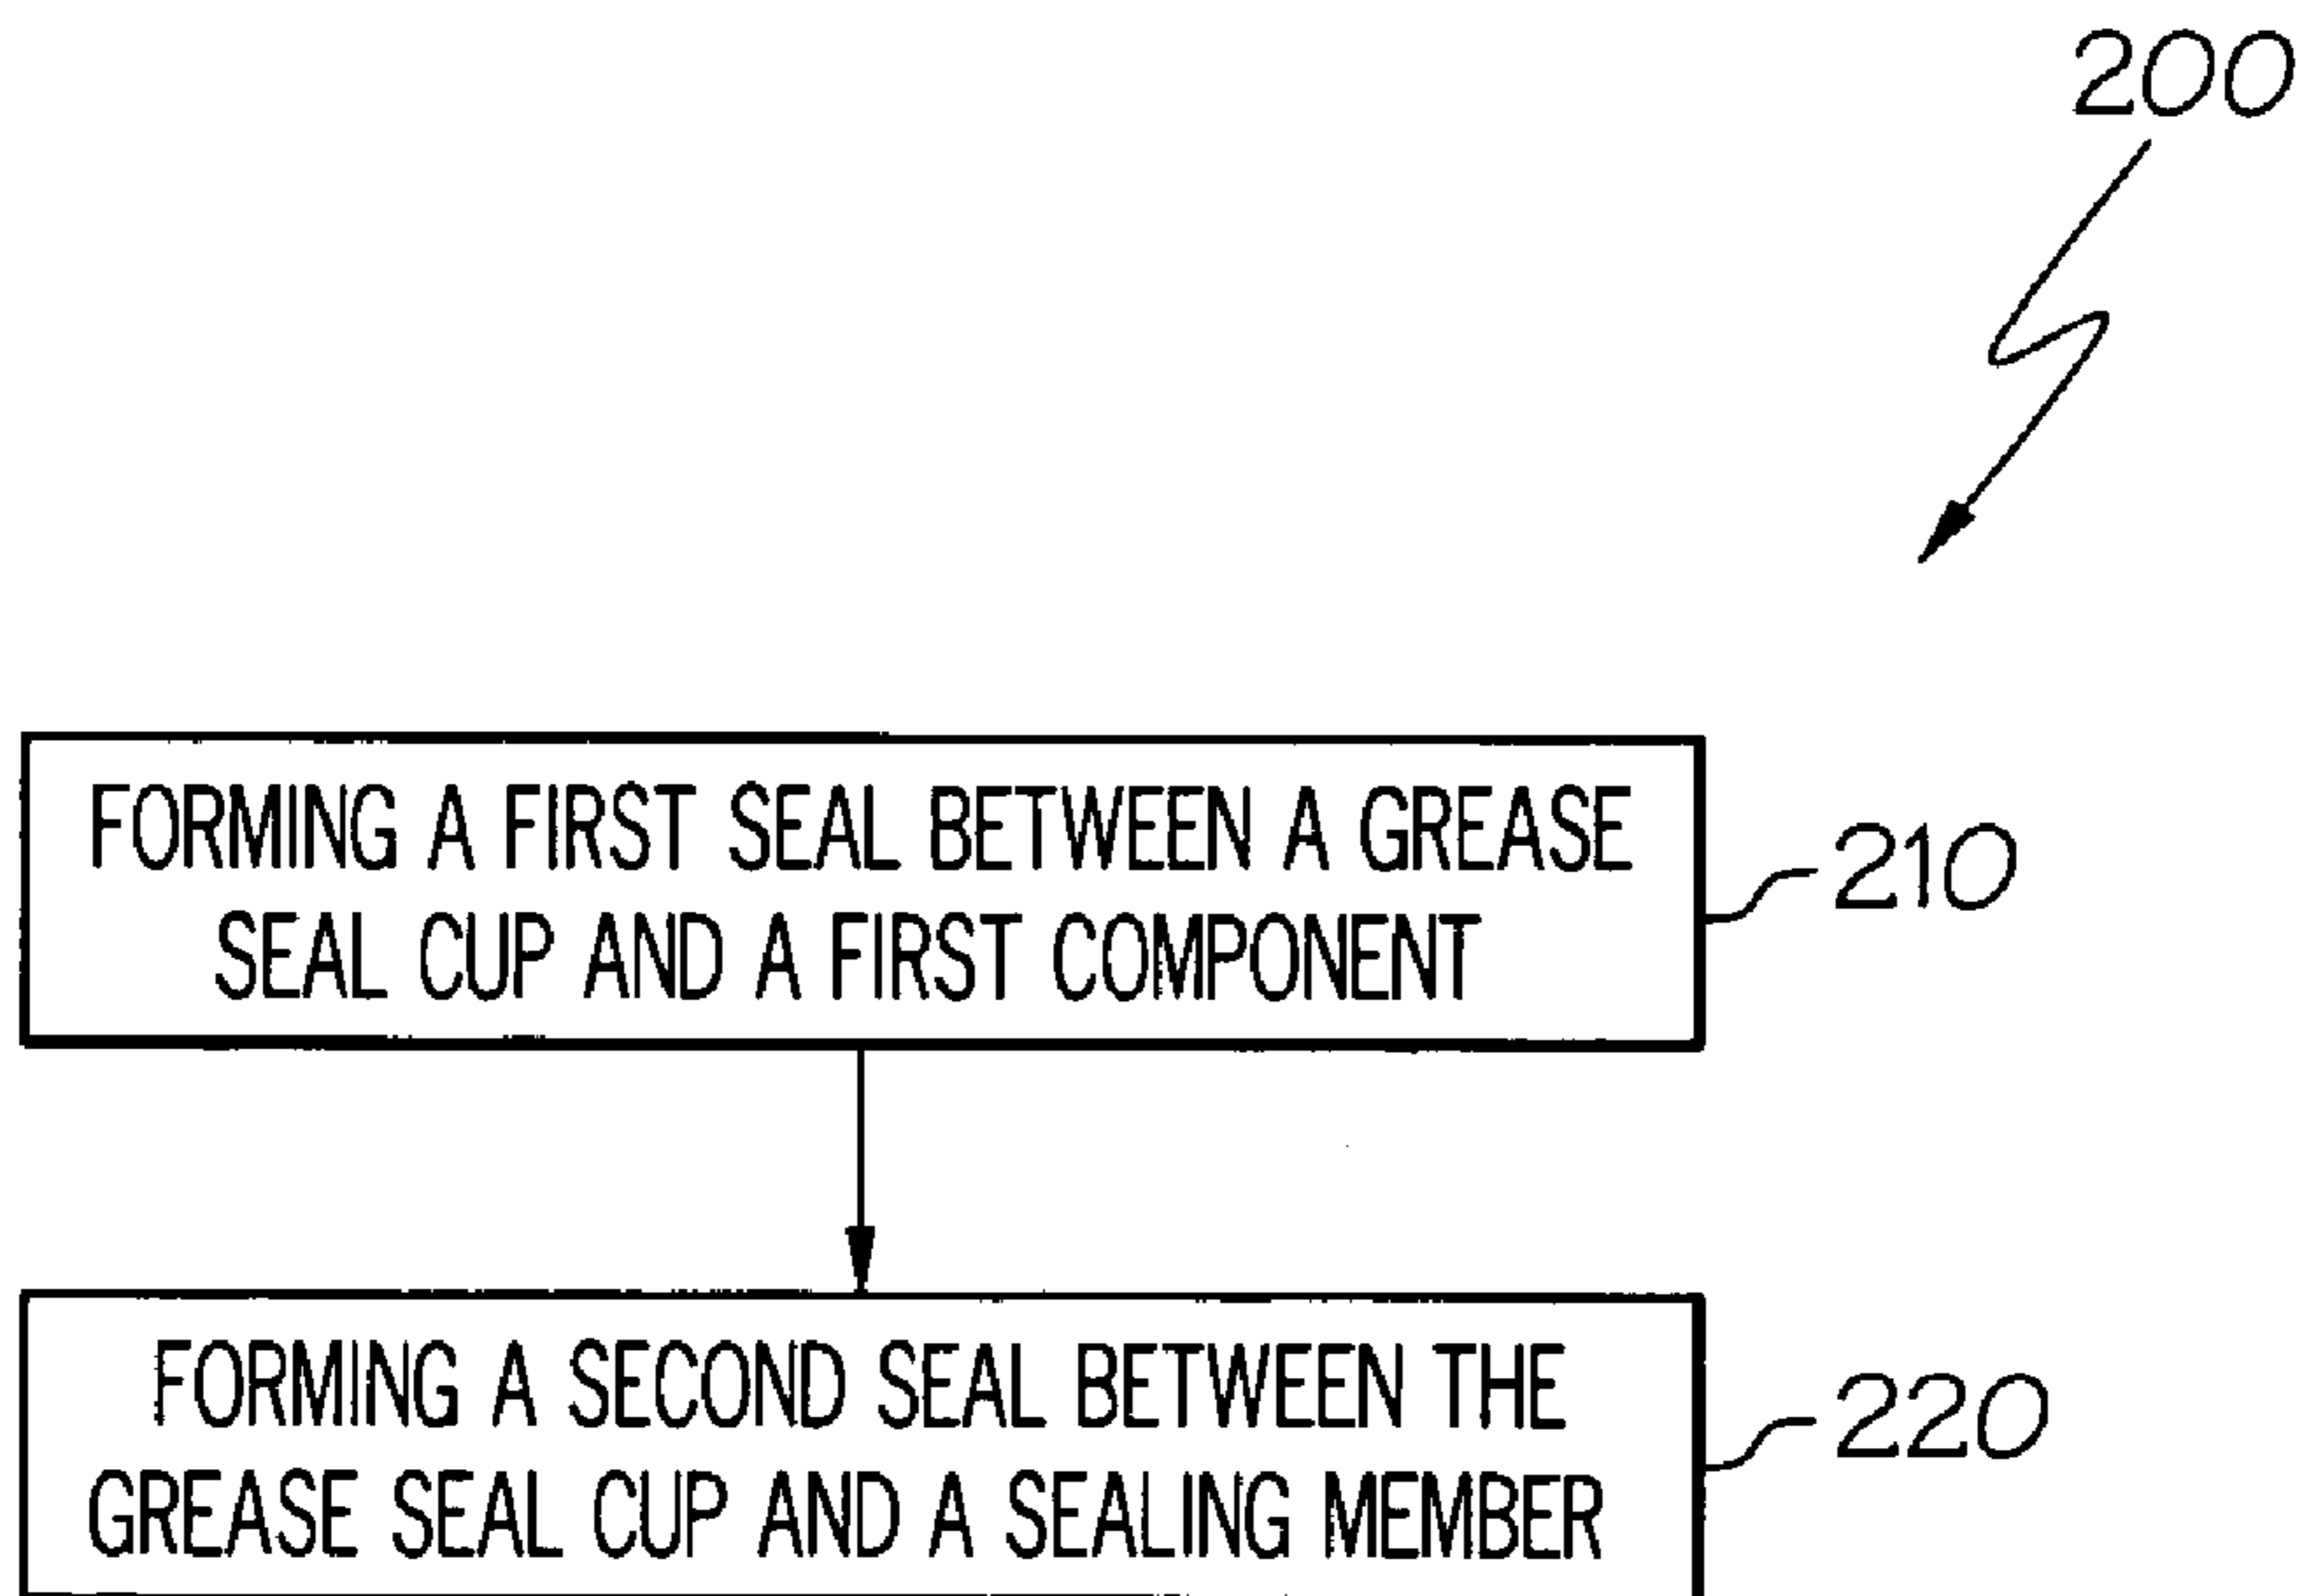 200
FORMING A FIRST SEAL BETWEEN A GREASE
SEAL CUP AND A FIRST COMPONENT
210
FORMING A SECOND SEAL BETWEEN THE
GREASE SEAL CUP AND A SEALING MEMBER
220